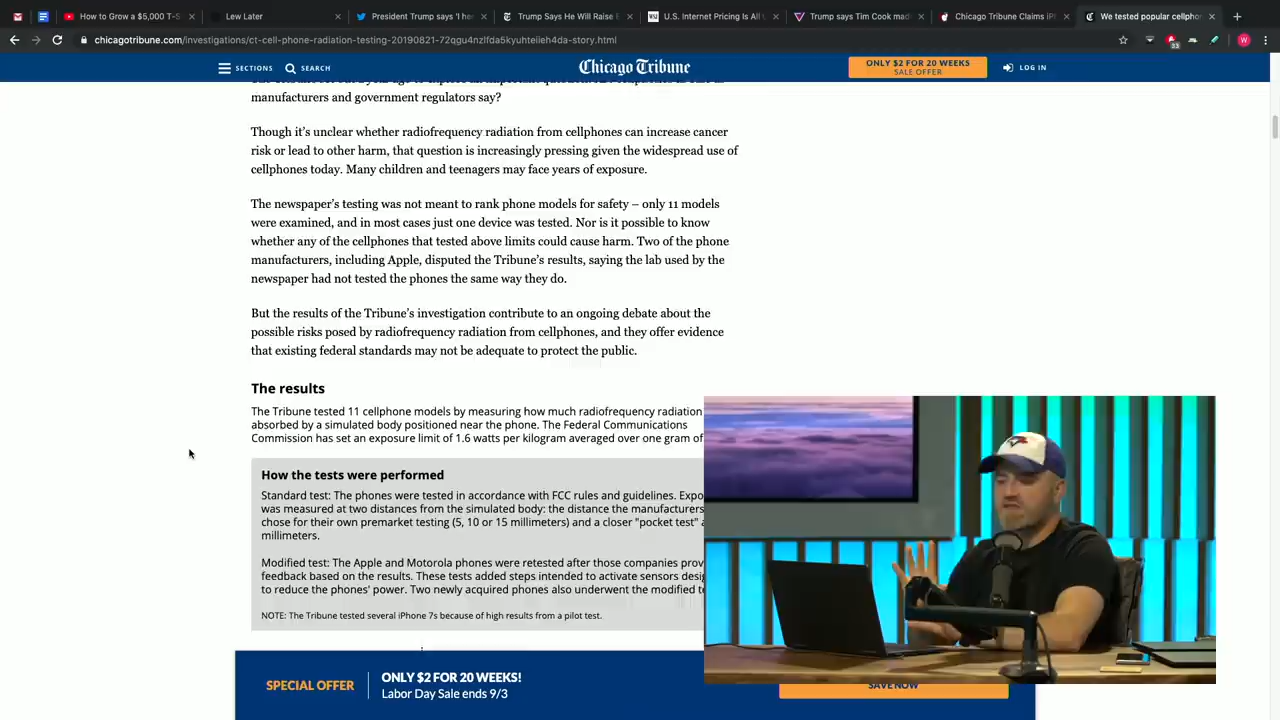 How to Grow a $5,000 T-S
Lew Later
President Trump says 'I her
Trump Says He Will Raise E
U.S. Internet Pricing Is All
Trump says Tim Cook mad
Chicago Tribune Claims iP
We tested popular cellphon
chicagotribune.com/investigations/ct-cell-phone-radiation-testing-20190821-72qgu4nzlfda5kyuhteiieh4da-story.html
33
W
SECTIONS
SEARCH
Chicago Tribune
ONLY $2 FOR 20 WEEKS
SALE OFFER
LOG IN
manufacturers and government regulators say?
Though it's unclear whether radiofrequency radiation from cellphones can increase cancer
risk or lead to other harm, that question is increasingly pressing given the widespread use of
cellphones today. Many children and teenagers may face years of exposure.
The newspaper's testing was not meant to rank phone models for safety – only 11 models
were examined, and in most cases just one device was tested. Nor is it possible to know
whether any of the cellphones that tested above limits could cause harm. Two of the phone
manufacturers, including Apple, disputed the Tribune's results, saying the lab used by the
newspaper had not tested the phones the same way they do.
But the results of the Tribune's investigation contribute to an ongoing debate about the
possible risks posed by radiofrequency radiation from cellphones, and they offer evidence
that existing federal standards may not be adequate to protect the public.
The results
The Tribune tested 11 cellphone models by measuring how much radiofrequency radiation
absorbed by a simulated body positioned near the phone. The Federal Communications
Commission has set an exposure limit of 1.6 watts per kilogram averaged over one gram of
How the tests were performed
Standard test: The phones were tested in accordance with FCC rules and guidelines. Expo
was measured at two distances from the simulated body: the distance the manufacturers
chose for their own premarket testing (5, 10 or 15 millimeters) and a closer "pocket test" a
millimeters.
Modified test: The Apple and Motorola phones were retested after those companies prov
feedback based on the results. These tests added steps intended to activate sensors desig
to reduce the phones' power. Two newly acquired phones also underwent the modified te
NOTE: The Tribune tested several iPhone 7s because of high results from a pilot test.
SPECIAL OFFER
ONLY $2 FOR 20 WEEKS!
Labor Day Sale ends 9/3
SAVE NOW